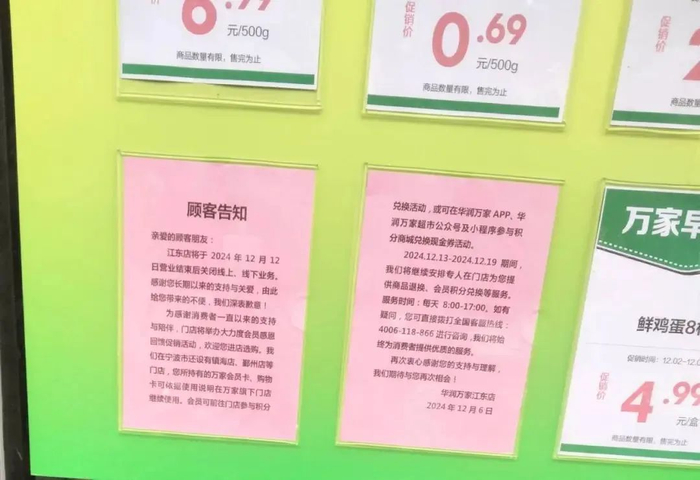 .99
元/500g
商品数量有限，售完为止
促销价
0.69
元/500g
商品数量有限，售完为止
促销价
商品数量有限，售完为止
顾客告知
亲爱的顾客朋友：
江东店将于 2024 年 12 月 12
日营业结束后关闭线上、线下业务。
感谢您长期以来的支持与关爱，由此
给您带来的不便，我们深表歉意！
为感谢消费者一直以来的支持
与陪伴，门店将举办大力度会员感恩
回馈促销活动，欢迎您进店选购。我
们在宁波市还设有镇海店、鄞州店等
门店，您所持有的万家会员卡、购物
卡可依照使用说明在万家旗下门店
继续使用。会员可前往门店参与积分
兑换活动，或可在华润万家 APP、华
润万家超市公众号及小程序参与积
分商城兑换现金券活动。
2024.12.13-2024.12.19 期间，
我们将继续安排专人在门店为您提
供商品退换、会员积分兑换等服务。
服务时间：每天 8:00-17:00。如有
疑问，您可直接拨打全国客服热线：
4006-118-866 进行咨询，我们将始
终为消费者提供优质的服务。
再次衷心感谢您的支持与理解，
我们期待与您再次相会！
华润万家江东店
2024 年 12 月 6 日
万家早
鲜鸡蛋8
促销时间：12.02-12.
促销价
4.99
元/盒
商品数量有限，售完为止